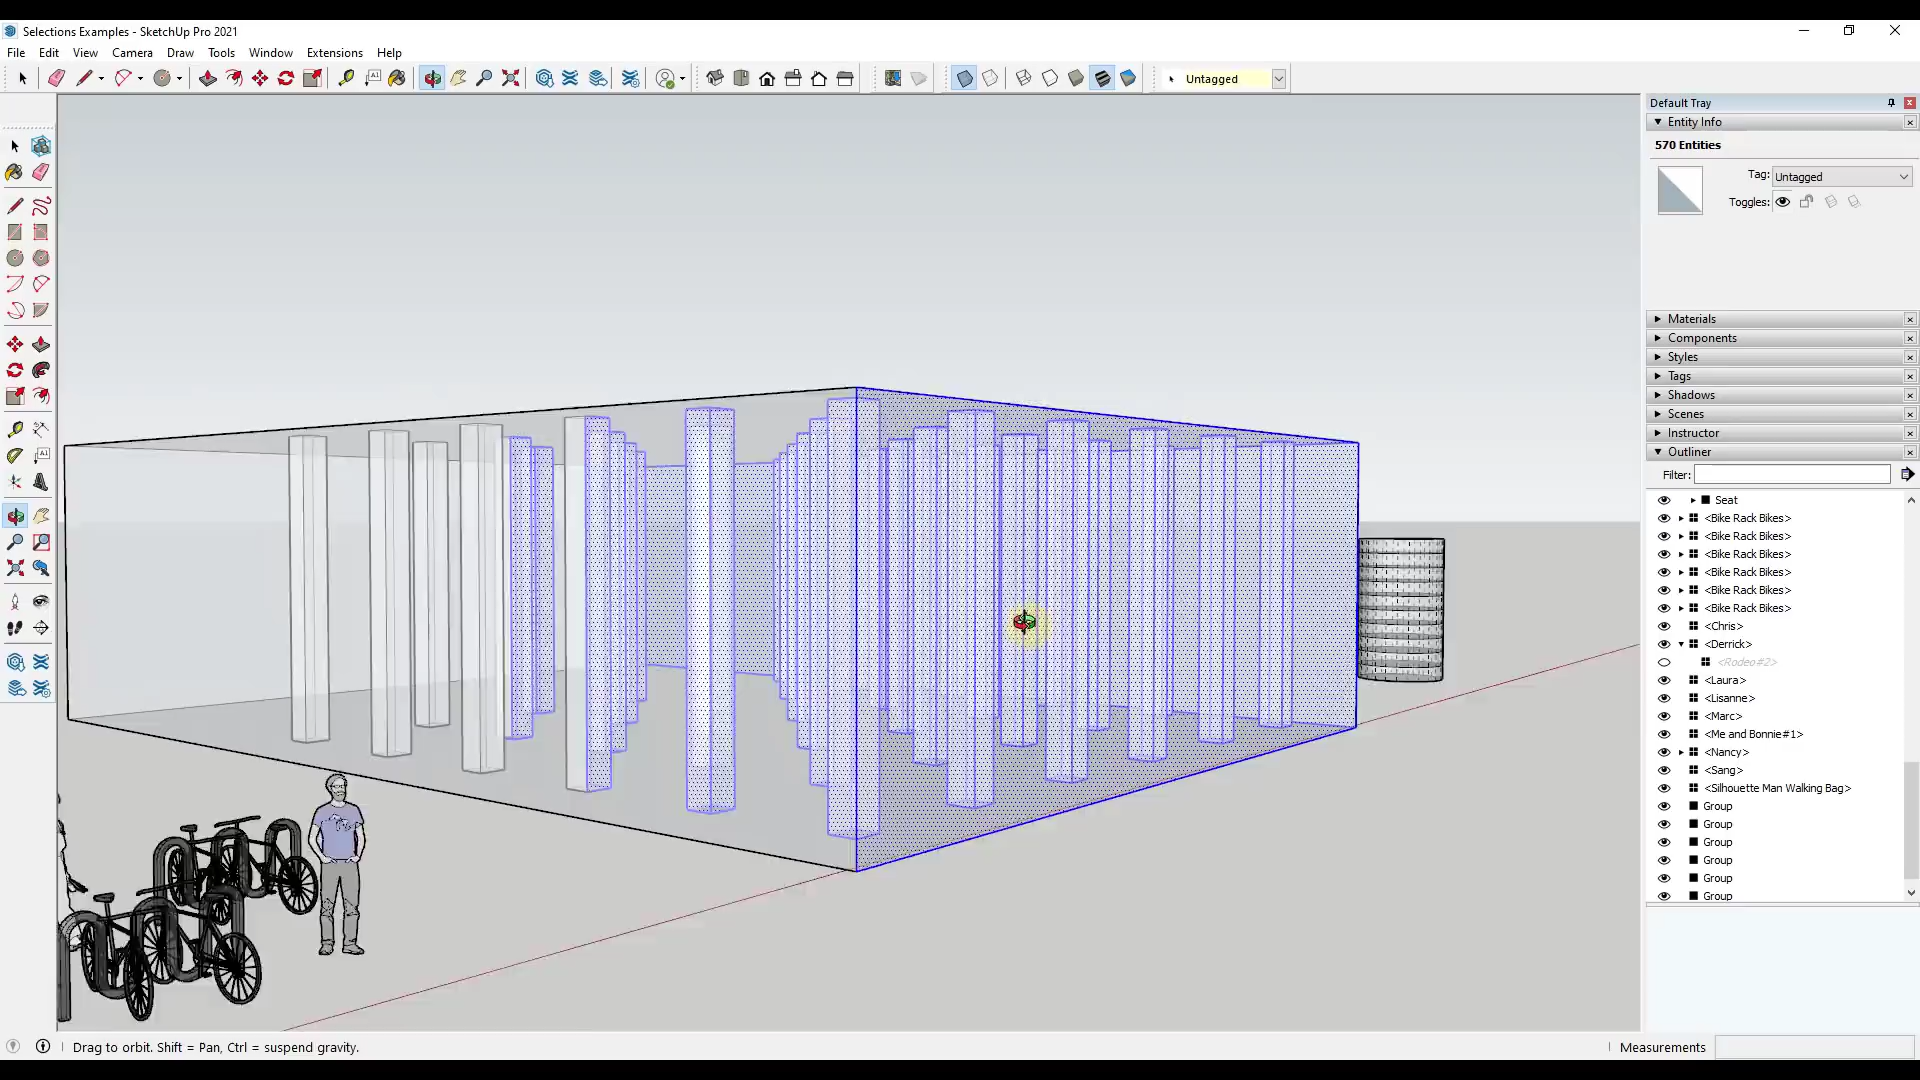 Selections Examples - SketchUp Pro 2021
File Edit View Camera Draw Tools Window Extensions Help
A1
Untagged
Default Tray
Entity Info
570 Entities
Tag: Untagged
Toggles:
Materials
Components
Styles
Tags
Shadows
Scenes
Instructor
Outliner
Filter:
Seat
<Bike Rack Bikes>
<Bike Rack Bikes>
<Bike Rack Bikes>
<Bike Rack Bikes>
<Bike Rack Bikes>
<Bike Rack Bikes>
<Chris>
<Derrick>
<Rodeo#2>
<Laura>
<Lisanne>
<Marc>
<Me and Bonnie#1>
<Nancy>
<Sang>
<Silhouette Man Walking Bag>
Group
Group
Group
Group
Group
Group
A1
Drag to orbit. Shift = Pan, Ctrl = suspend gravity.
Measurements